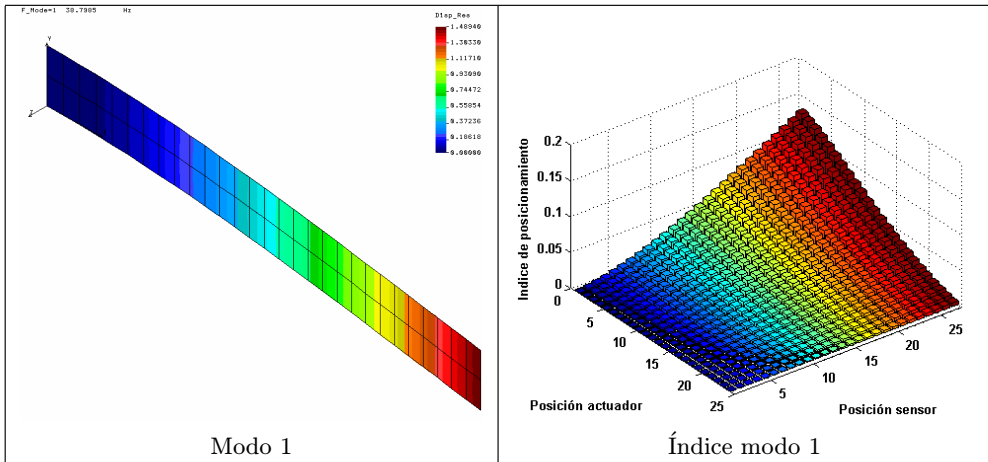 F_Mode=1 38.7985 Hz
Disp_Res
1.48940
1.30330
1.11710
0.93090
0.74472
0.55854
0.37236
0.18618
0.00000
Y
Z
Modo 1
Indice de posicionamiento
0.2
0.15
0.1
0.05
0
0
5
10
15
20
25
Posición actuador
5
10
15
20
25
Posición sensor
Índice modo 1